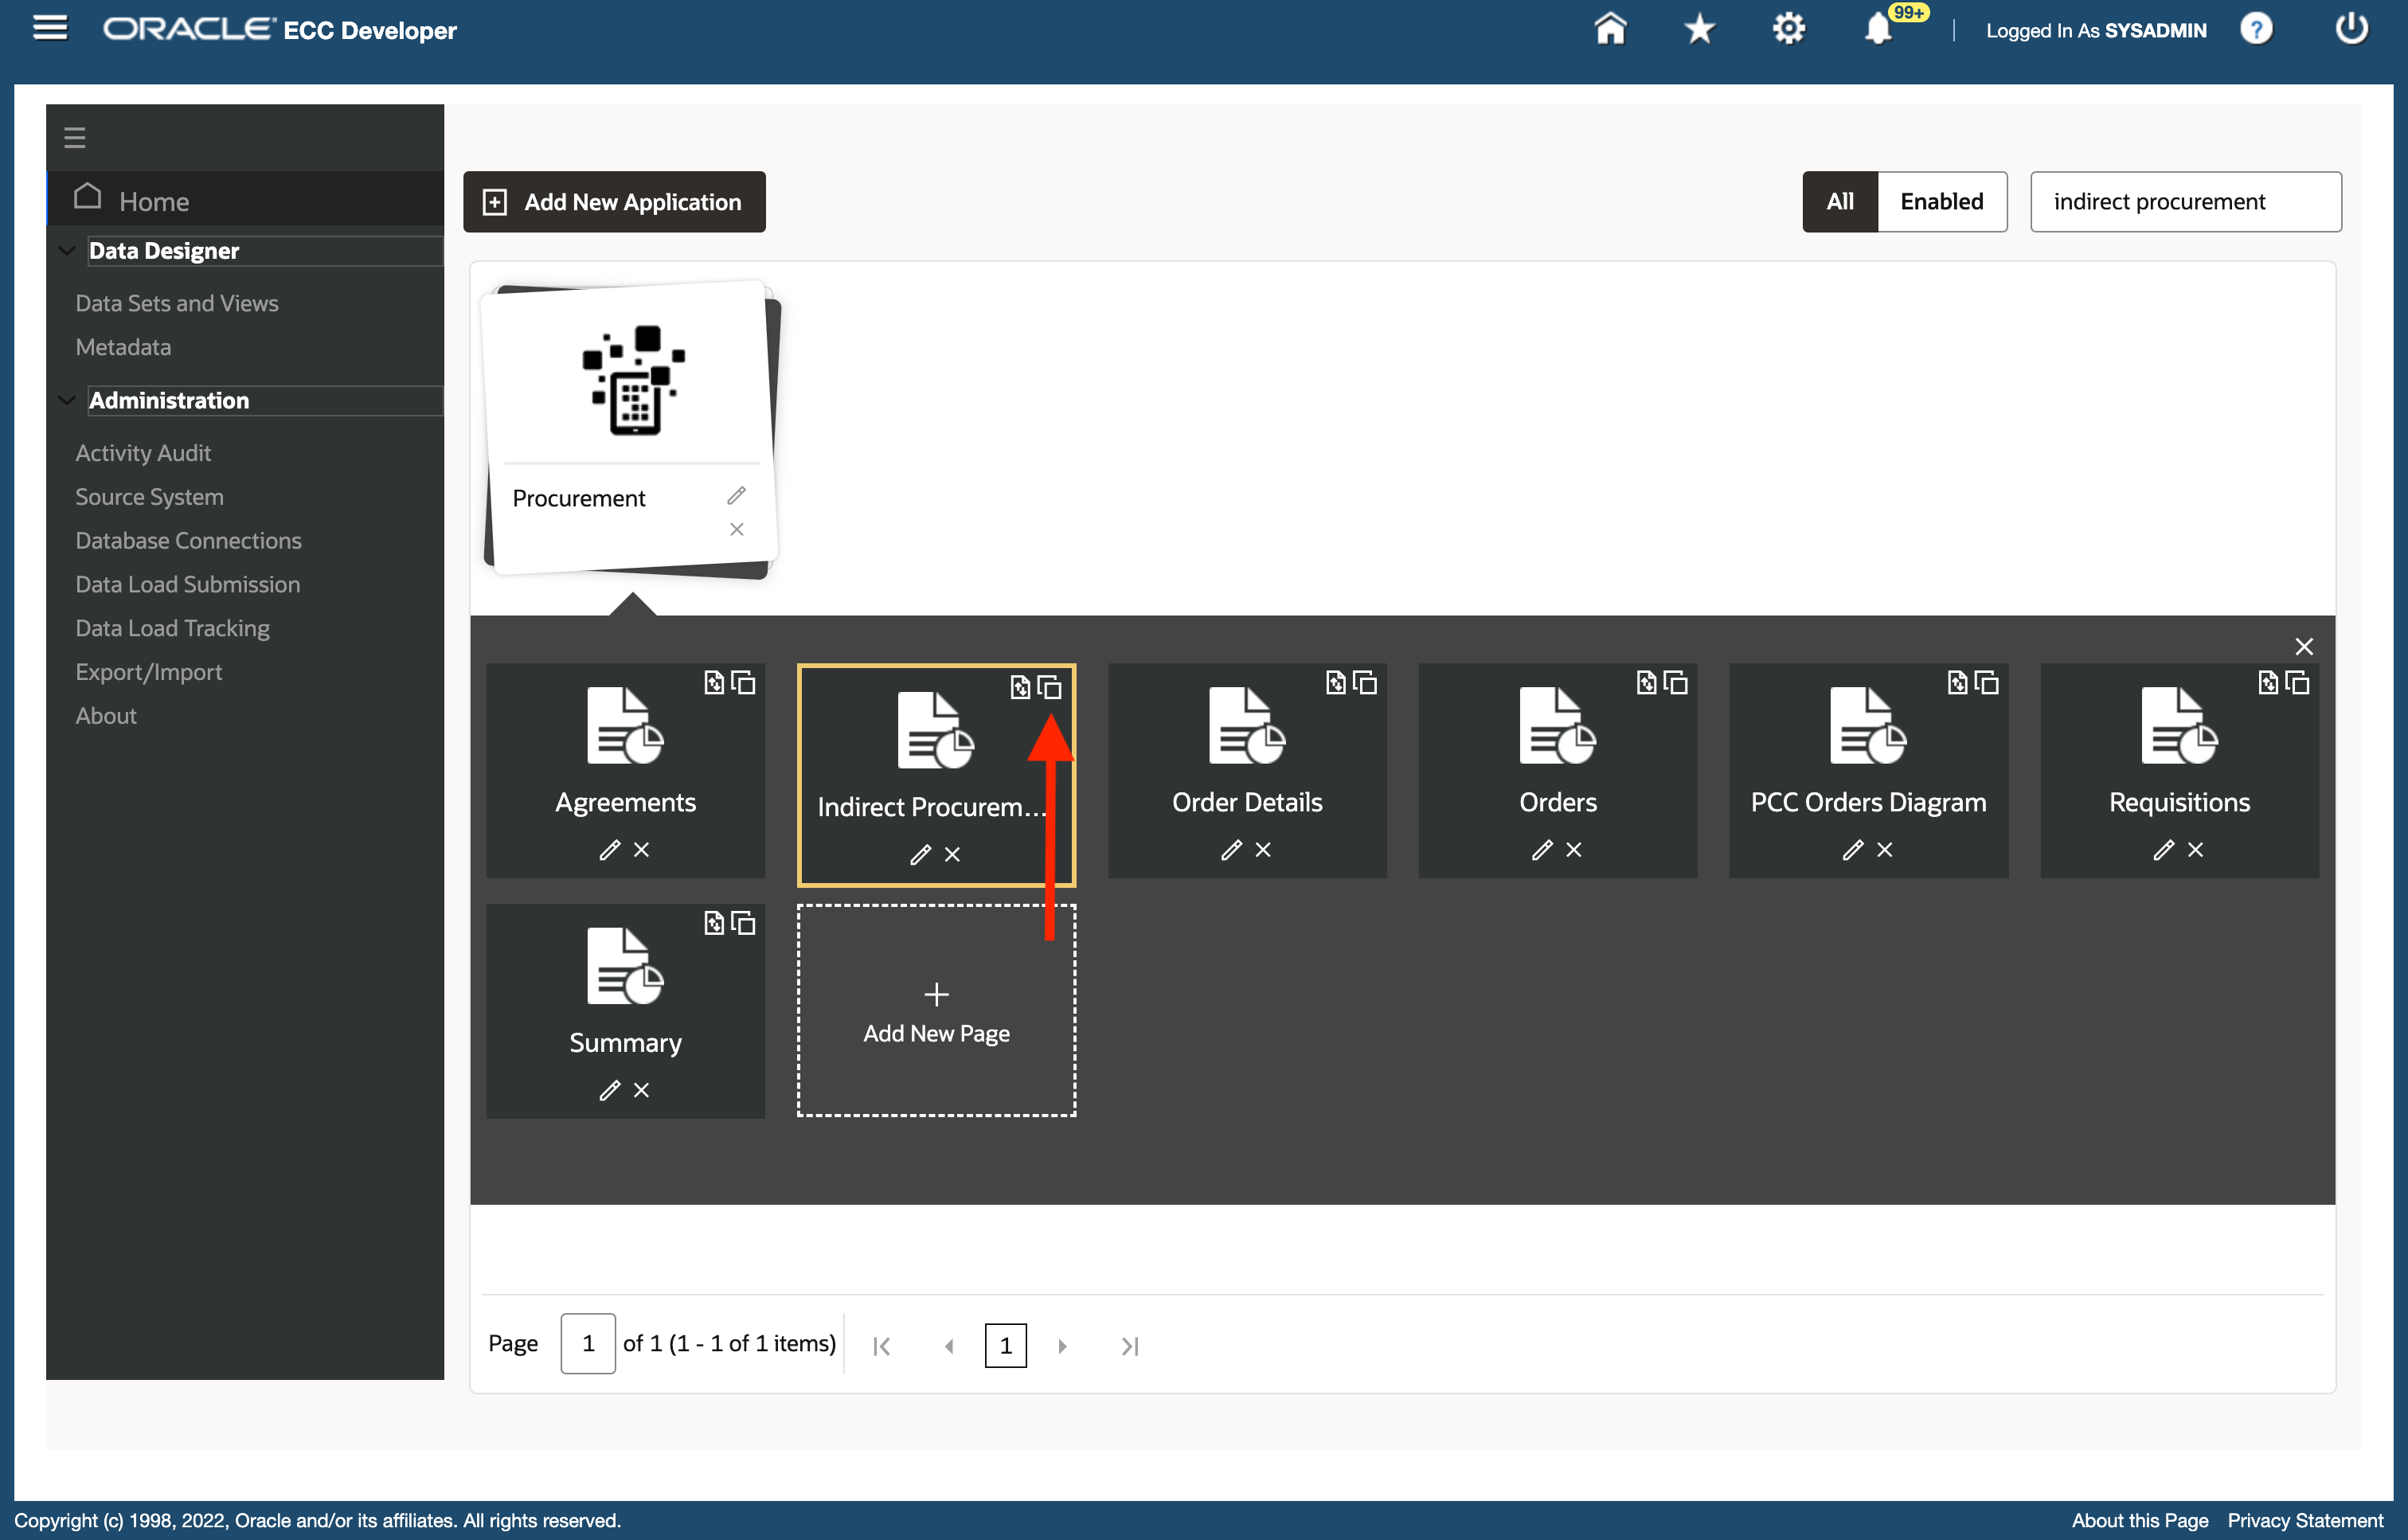 ORACLE ECC Developer
99+
Logged In As SYSADMIN
?
Home
Data Designer
Data Sets and Views
Metadata
Administration
Activity Audit
Source System
Database Connections
Data Load Submission
Data Load Tracking
Export/Import
About
Add New Application
All Enabled
indirect procurement
Procurement
Agreements
Indirect Procurem...
Order Details
Orders
PCC Orders Diagram
Requisitions
Summary
Add New Page
Page 1 of 1 (1 - 1 of 1 items) 1
Copyright (c) 1998, 2022, Oracle and/or its affiliates. All rights reserved.
About this Page Privacy Statement